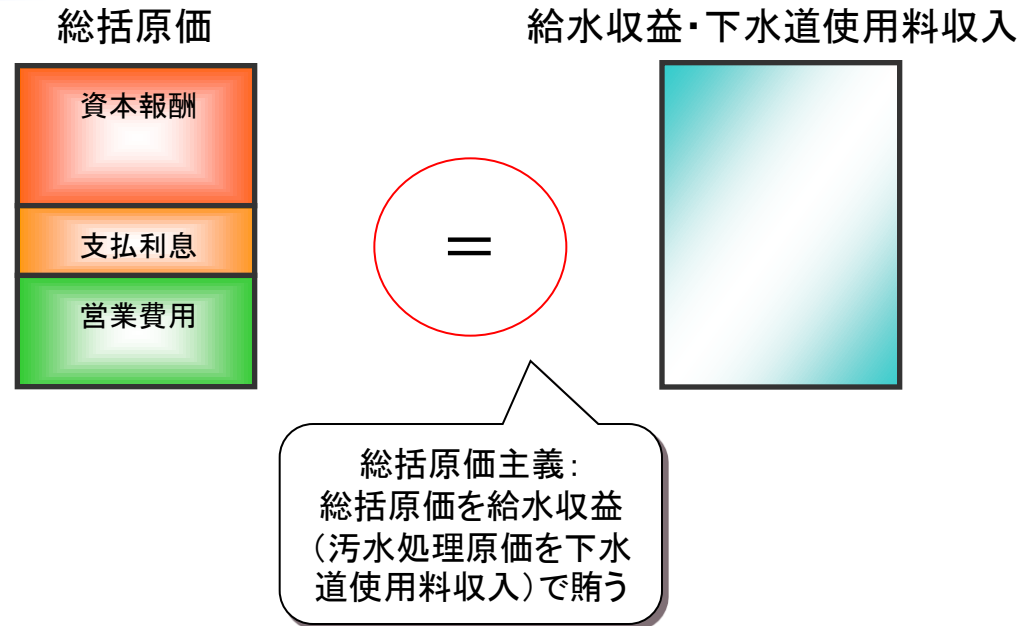 総括原価
給水収益・下水道使用料収入
資本報酬
支払利息
営業費用
＝
総括原価主義：
総括原価を給水収益
（汚水処理原価を下水
道使用料収入）で賄う